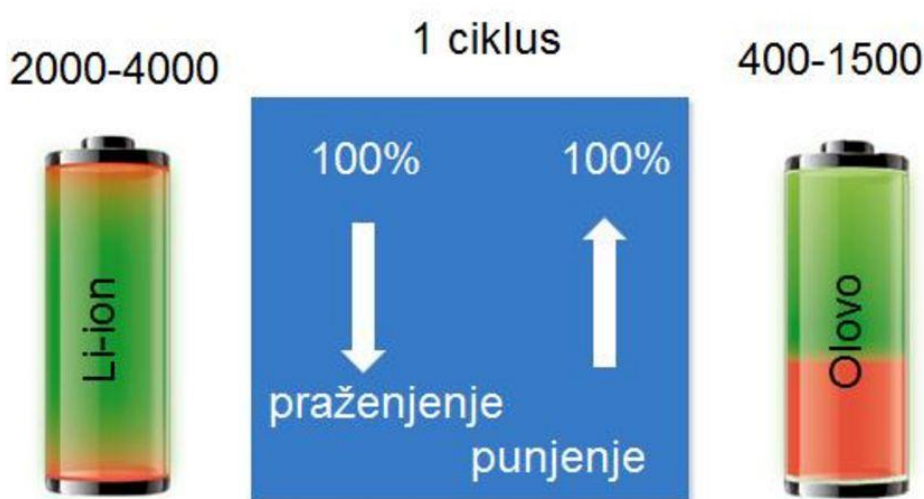 1 ciklus
2000-4000
400-1500
100%
100%
Li-ion
Olovo
praženjenje
punjenje